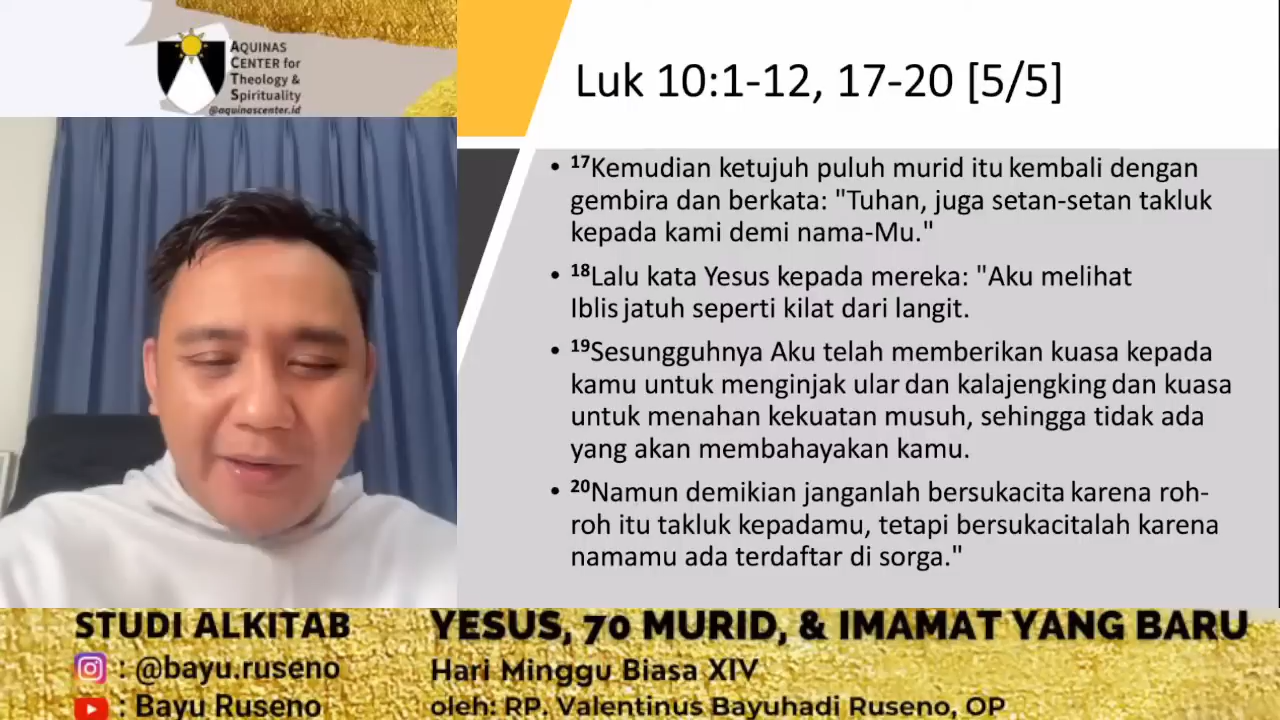 AQUINAS
CENTER for
Theology &
Spirituality
@aquinascenter.id
Luk 10:1-12, 17-20 [5/5]
• 17Kemudian ketujuh puluh murid itu kembali dengan
gembira dan berkata: "Tuhan, juga setan-setan takluk
kepada kami demi nama-Mu."
• 18Lalu kata Yesus kepada mereka: "Aku melihat
Iblis jatuh seperti kilat dari langit.
• 19Sesungguhnya Aku telah memberikan kuasa kepada
kamu untuk menginjak ular dan kalajengking dan kuasa
untuk menahan kekuatan musuh, sehingga tidak ada
yang akan membahayakan kamu.
• 20Namun demikian janganlah bersukacita karena roh-
roh itu takluk kepadamu, tetapi bersukacitalah karena
namamu ada terdaftar di sorga."
STUDI ALKITAB
: @bayu.ruseno
: Bayu Ruseno
YESUS, 70 MURID, & IMAMAT YANG BARU
Hari Minggu Biasa XIV
oleh: RP. Valentinus Bayuhadi Ruseno, OP